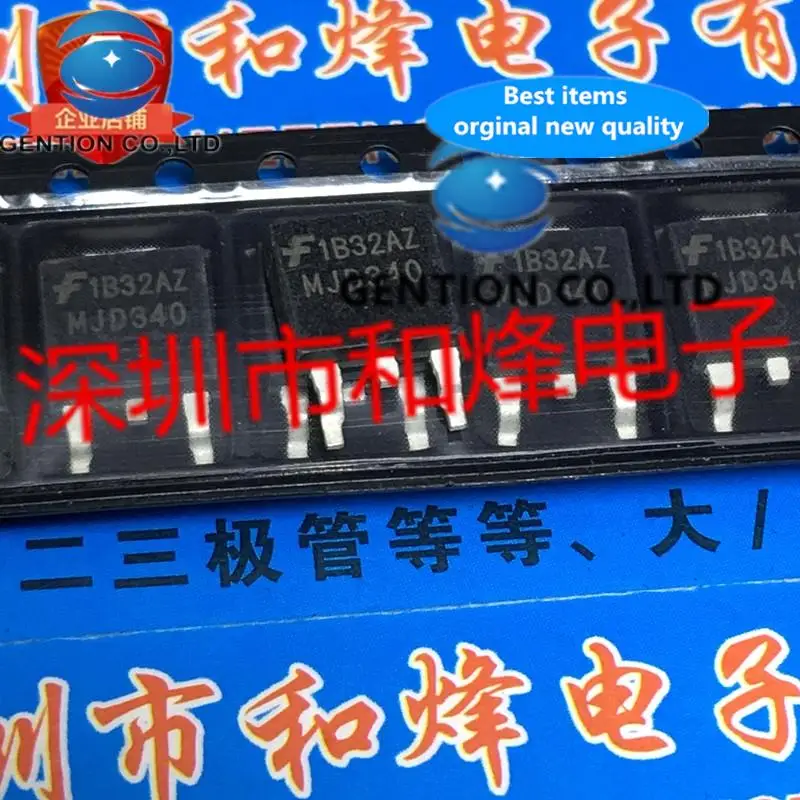 圳市和烽电子有
企业店铺
GENTION CO.,LTD
Best items
orginal new quality
1B32AZ
MJD340
1B32AZ
MJD340
1B32AZ
1B32AZ
MJD340
GENTION CO.,LTD
深圳市和烽电子
二三极管等等、大/
圳市和烽电子